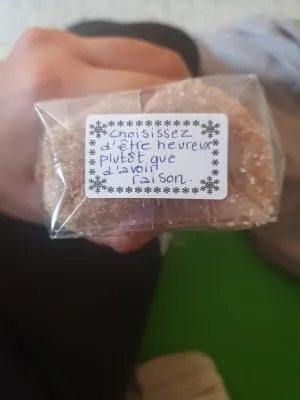 Choisissez
d'être heureux
plutôt que
d'avoir
raison.